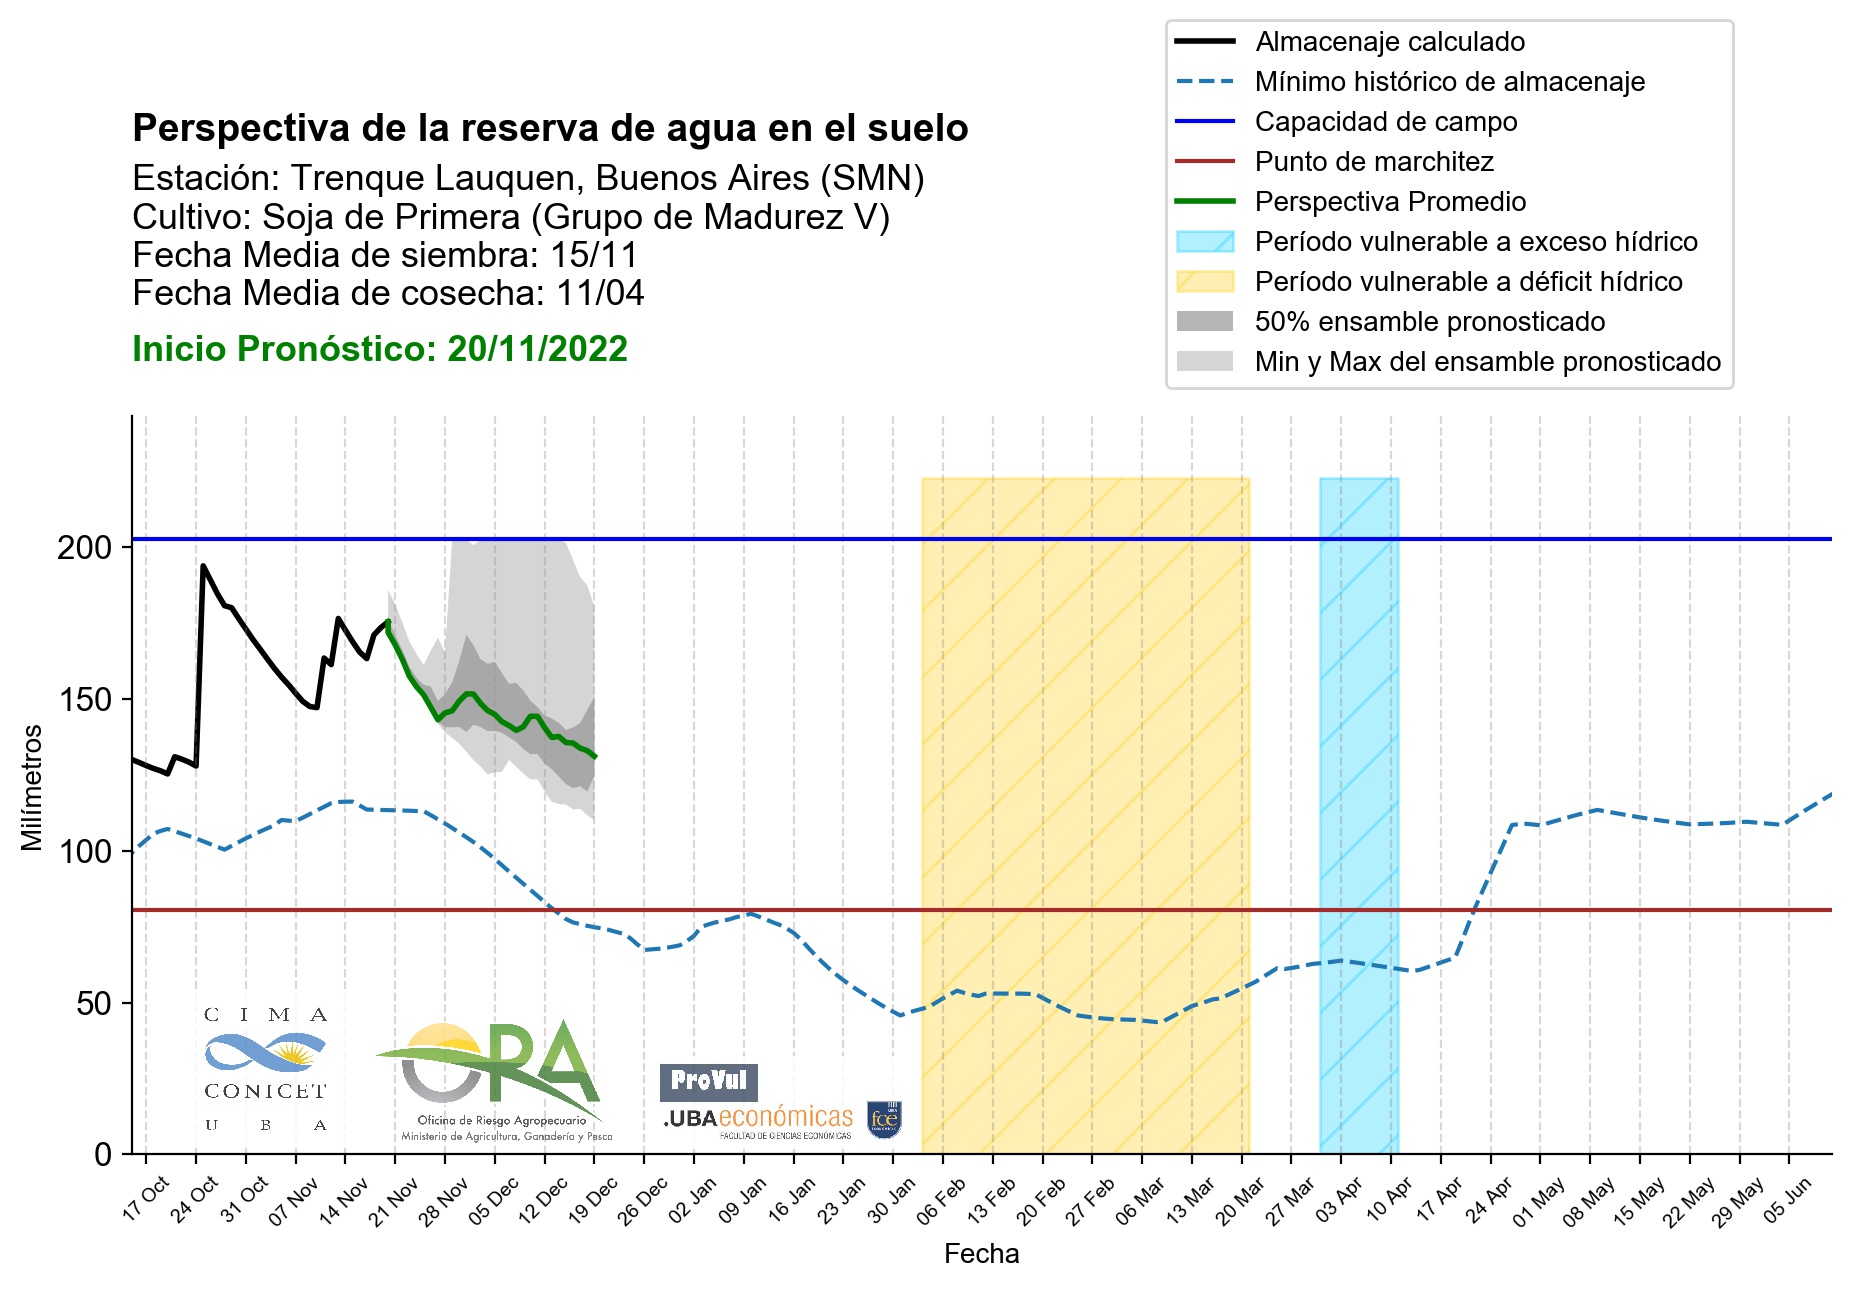 Almacenaje calculado
Mínimo histórico de almacenaje
Capacidad de campo
Punto de marchitez
Perspectiva Promedio
Período vulnerable a exceso hídrico
Período vulnerable a déficit hídrico
50% ensamble pronosticado
Min y Max del ensamble pronosticado
Perspectiva de la reserva de agua en el suelo
Estación: Trenque Lauquen, Buenos Aires (SMN)
Cultivo: Soja de Primera (Grupo de Madurez V)
Fecha Media de siembra: 15/11
Fecha Media de cosecha: 11/04
Inicio Pronóstico: 20/11/2022
200
150
100
50
0
Milímetros
CIMA
CONICET
UBA
ORA
Oficina de Riesgo Agropecuario
Ministerio de Agricultura, Ganadería y Pesca
ProVul
.UBAeconómicas
FACULTAD DE CIENCIAS ECONÓMICAS
fce
17 Oct
24 Oct
31 Oct
07 Nov
14 Nov
21 Nov
28 Nov
05 Dec
12 Dec
19 Dec
26 Dec
02 Jan
09 Jan
16 Jan
23 Jan
30 Jan
06 Feb
13 Feb
20 Feb
27 Feb
06 Mar
13 Mar
20 Mar
27 Mar
03 Apr
10 Apr
17 Apr
24 Apr
01 May
08 May
15 May
22 May
29 May
05 Jun
Fecha